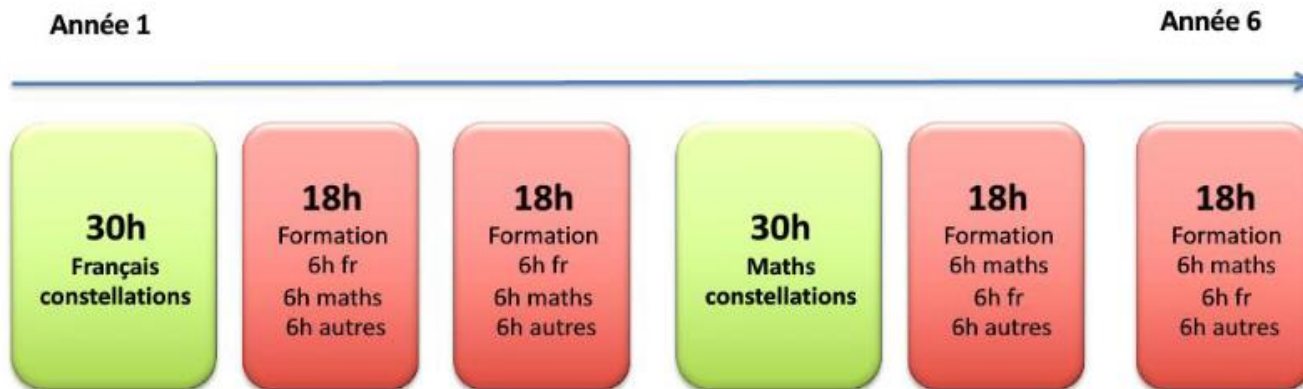 Année 1
Année 6
30h
Français
constellations
18h
Formation
6h fr
6h maths
6h autres
18h
Formation
6h fr
6h maths
6h autres
30h
Maths
constellations
18h
Formation
6h maths
6h fr
6h autres
18h
Formation
6h maths
6h fr
6h autres